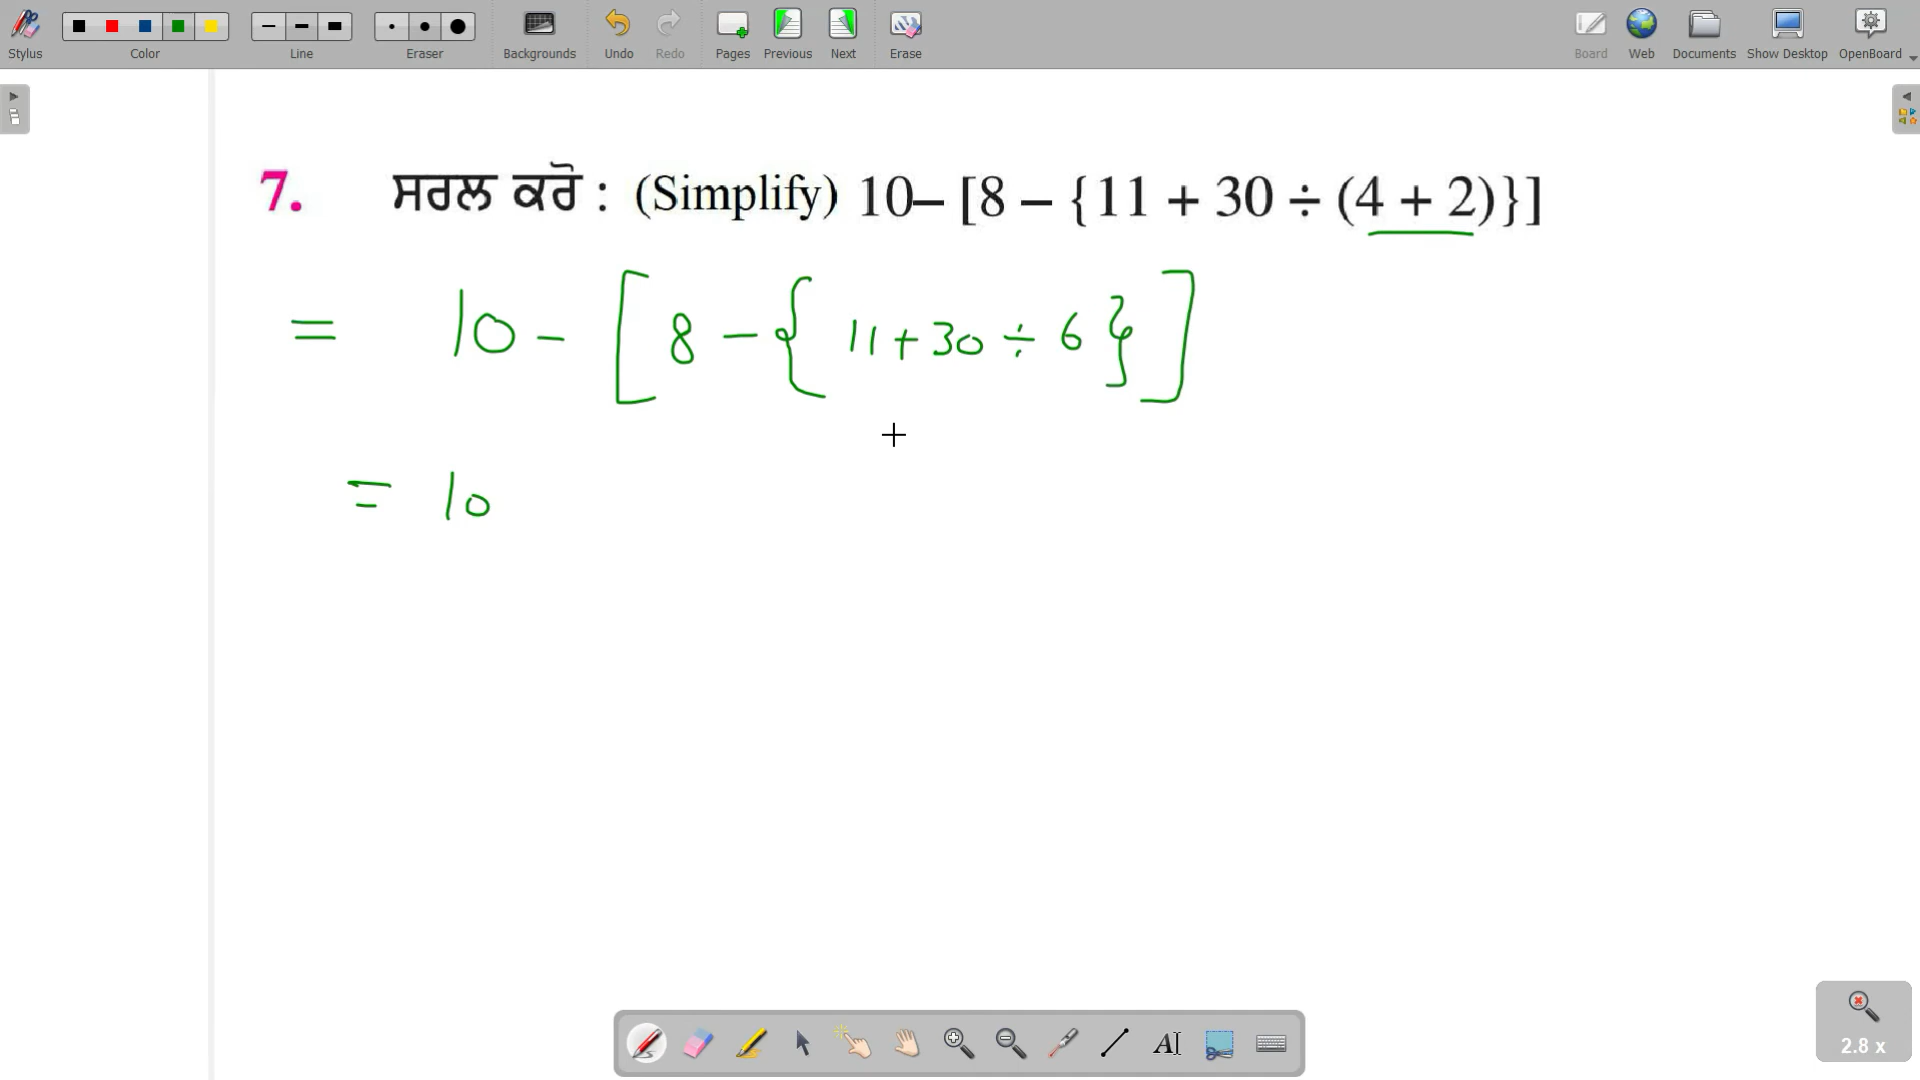 Stylus Color Line Eraser Backgrounds Undo Redo Pages Previous Next Erase Board Web Documents Show Desktop OpenBoard
7. ਸਰਲ ਕਰੋ : (Simplify) 10– [8 – {11 + 30 ÷ (4 + 2)}]
= 10 - [ 8 - { 11 + 30 ÷ 6 } ]
= 10
AI
2.8 x